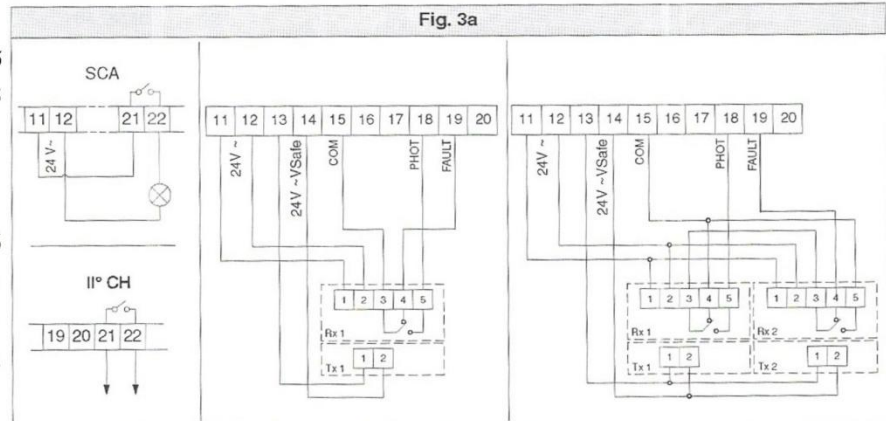 Fig. 3a
SCA
11 12 21 22
24 V~
II° CH
19 20 21 22
11 12 13 14 15 16 17 18 19 20
24V ~
24V ~VSafe
COM
PHOT
FAULT
1 2 3 4 5
Rx 1
1 2
Tx 1
11 12 13 14 15 16 17 18 19 20
24V ~
24V ~VSafe
COM
PHOT
FAULT
1 2 3 4 5
Rx 1
1 2 3 4 5
Rx 2
1 2
Tx 1
1 2
Tx 2